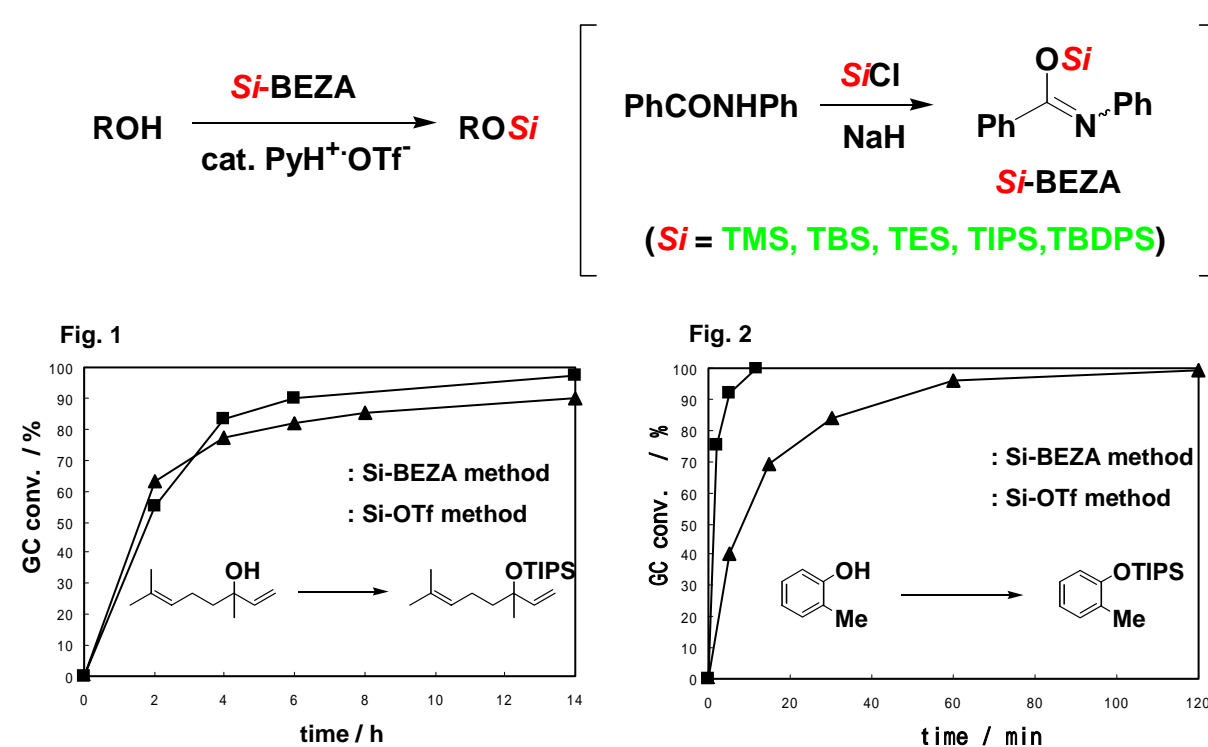 Si-BEZA
ROH
ROSi
cat. PyH+·OTf-
PhCONHPh
SiCl
NaH
OSi
Ph
N
Ph
Si-BEZA
(Si = TMS, TBS, TES, TIPS,TBDPS)
Fig. 1
GC conv. / %
100
90
80
70
60
50
40
30
20
10
0
: Si-BEZA method
: Si-OTf method
OH
OTIPS
0 2 4 6 8 10 12 14
time / h
Fig. 2
GC conv. / %
100
90
80
70
60
50
40
30
20
10
0
: Si-BEZA method
: Si-OTf method
OH
Me
OTIPS
Me
0 20 40 60 80 100 120
time / min